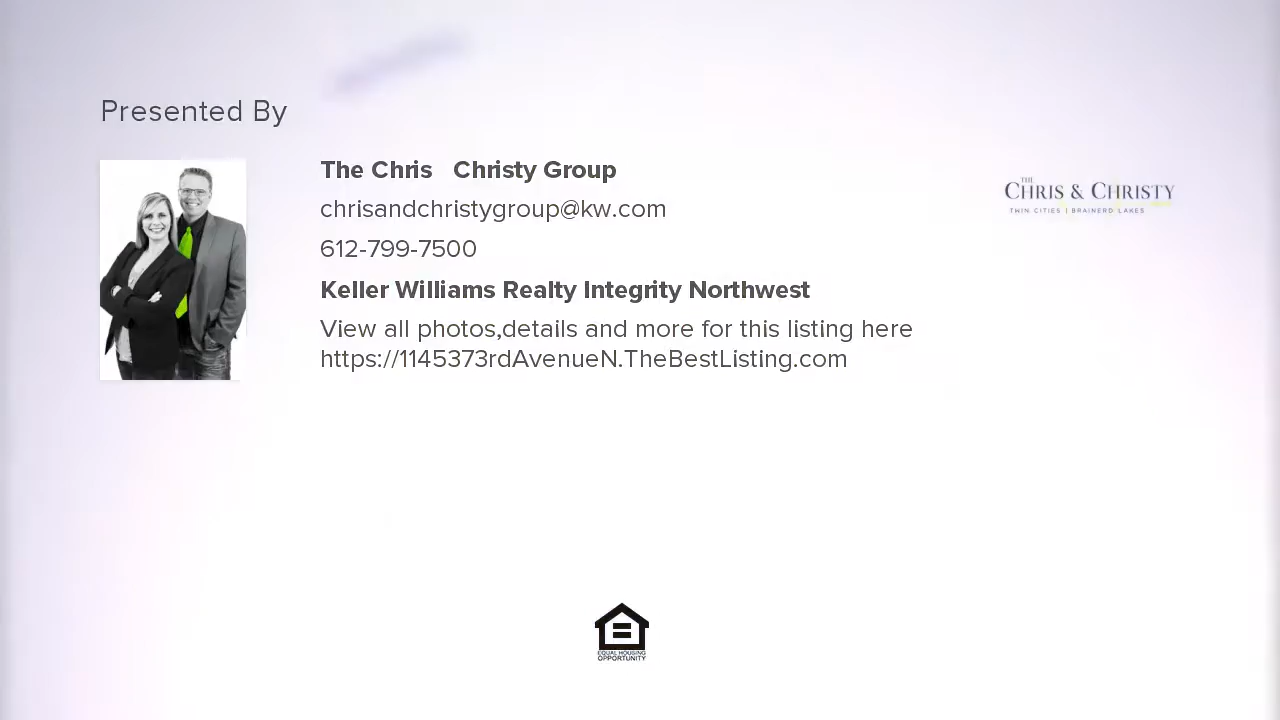 Presented By
The Chris   Christy Group
chrisandchristygroup@kw.com
612-799-7500
Keller Williams Realty Integrity Northwest
View all photos,details and more for this listing here
https://1145373rdAvenueN.TheBestListing.com
THE
CHRIS & CHRISTY
TWIN CITIES | BRAINERD LAKES
EQUAL HOUSING
OPPORTUNITY